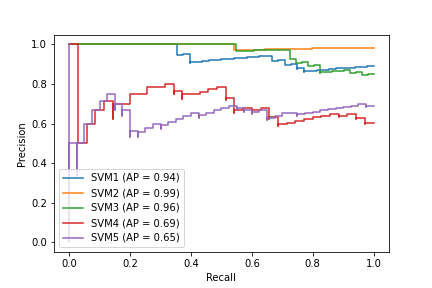 1.0
0.8
0.6
0.4
0.2
0.0
Precision
SVM1 (AP = 0.94)
SVM2 (AP = 0.99)
SVM3 (AP = 0.96)
SVM4 (AP = 0.69)
SVM5 (AP = 0.65)
0.0 0.2 0.4 0.6 0.8 1.0
Recall